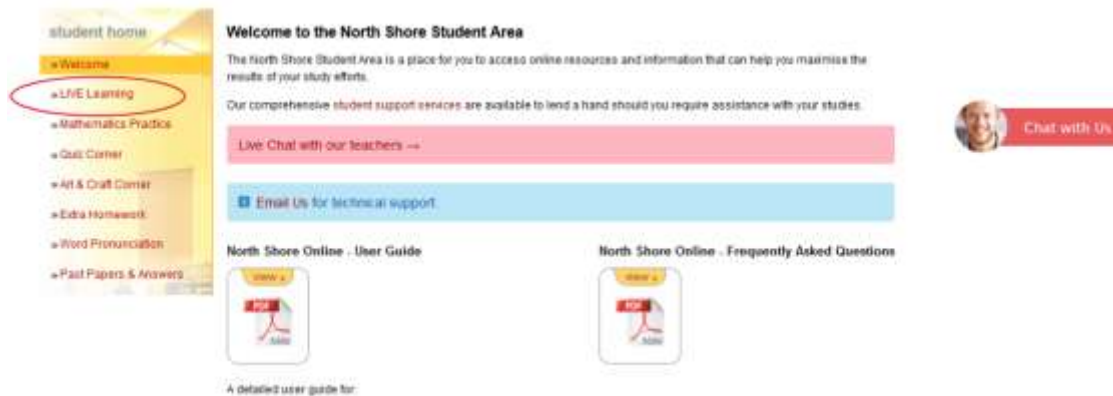 student home
» Welcome
» LIVE Learning
» Mathematics Practice
» Quiz Corner
» Art & Craft Corner
» Extra Homework
» Word Pronunciation
» Past Papers & Answers
Welcome to the North Shore Student Area
The North Shore Student Area is a place for you to access online resources and information that can help you maximise the
results of your study efforts.
Our comprehensive student support services are available to lend a hand should you require assistance with your studies.
Live Chat with our teachers →
Email Us for technical support
North Shore Online - User Guide
North Shore Online - Frequently Asked Questions
view
view
PDF
Adobe
PDF
Adobe
A detailed user guide for:
Chat with Us